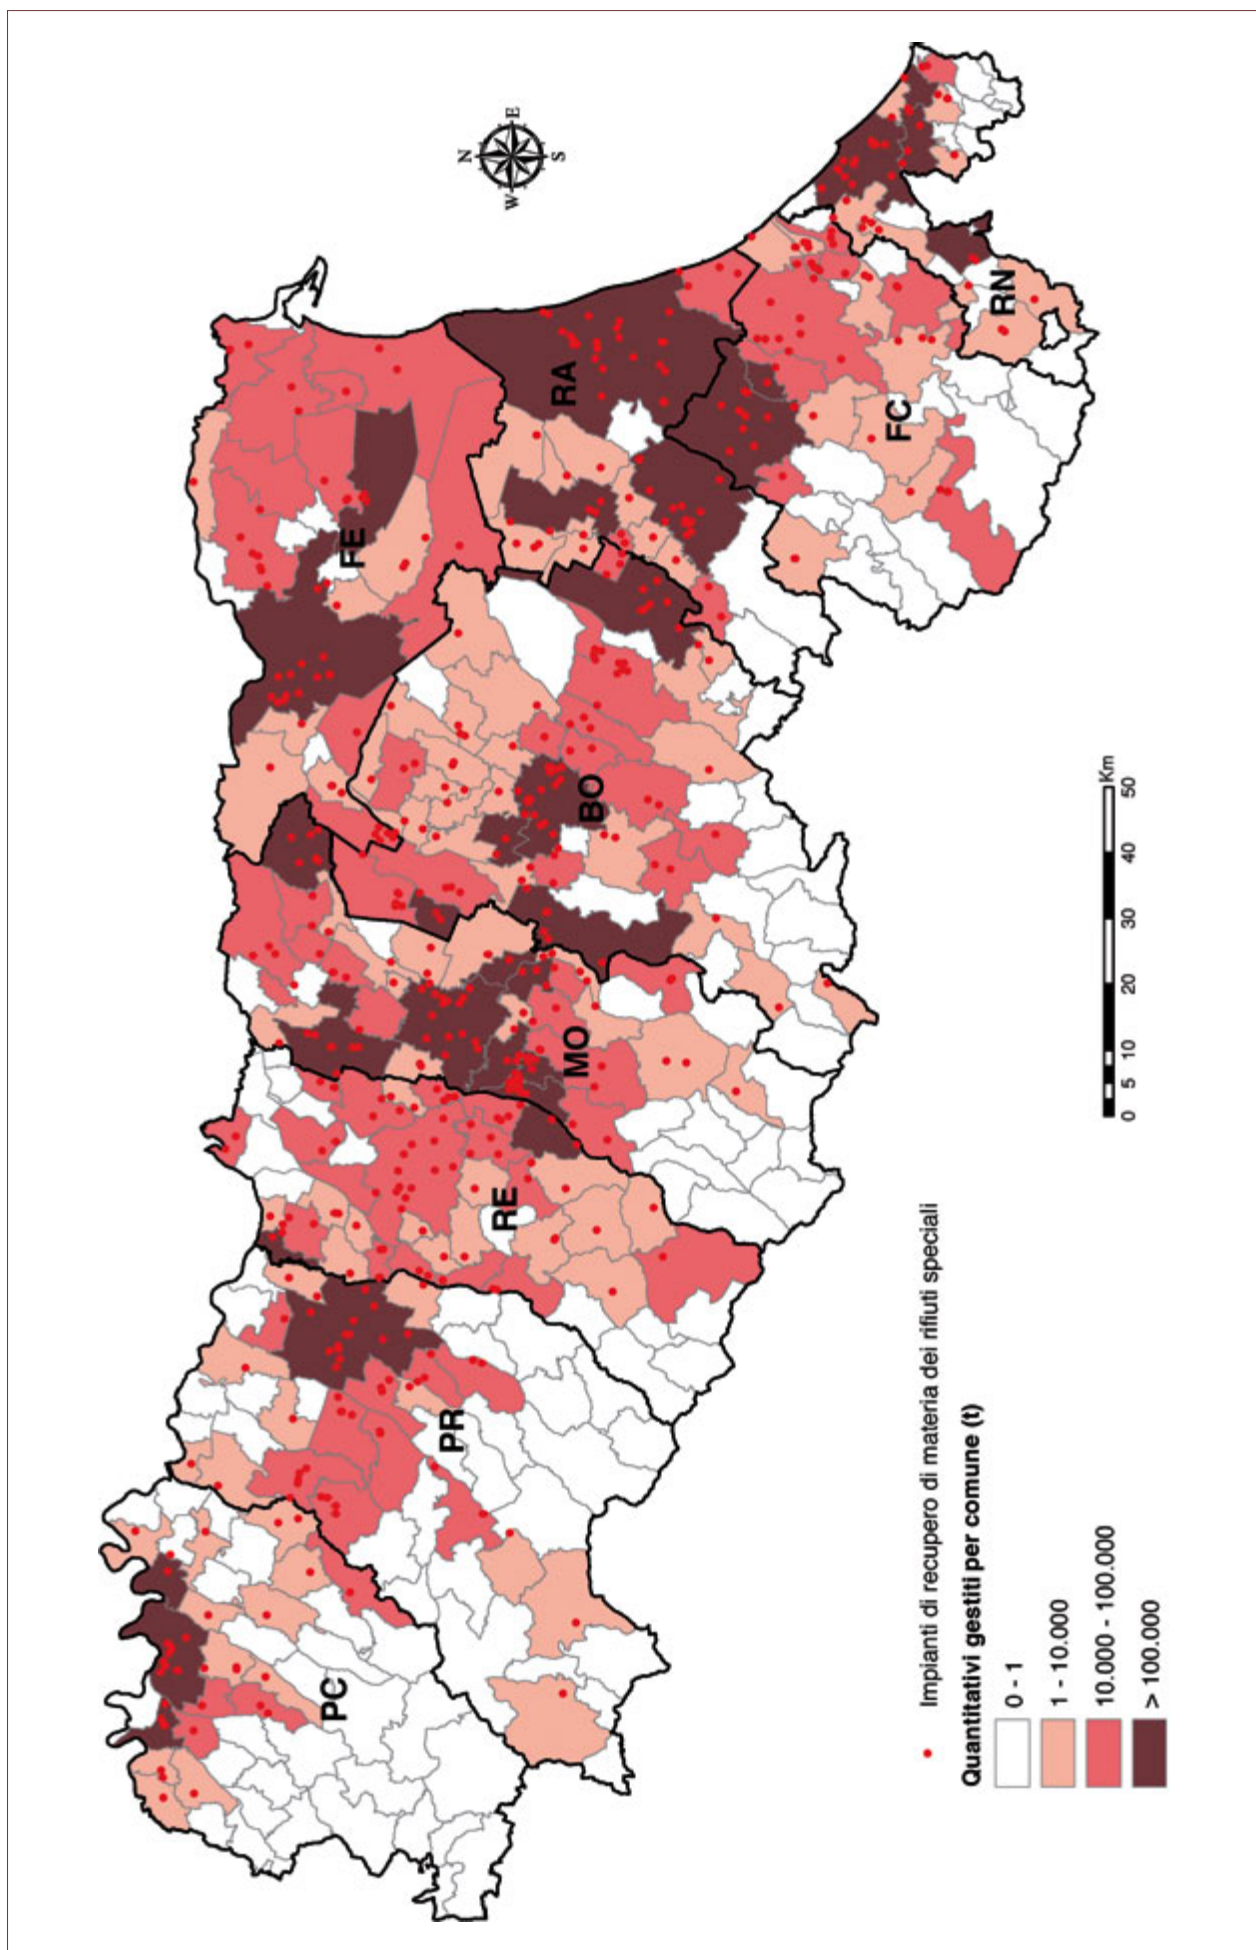 N
W
E
S
PC
PR
RE
MO
BO
FE
RA
FC
RN
Impianti di recupero di materia dei rifiuti speciali
Quantitativi gestiti per comune (t)
0 - 1
1 - 10.000
10.000 - 100.000
> 100.000
0 5 10 20 30 40 50
Km